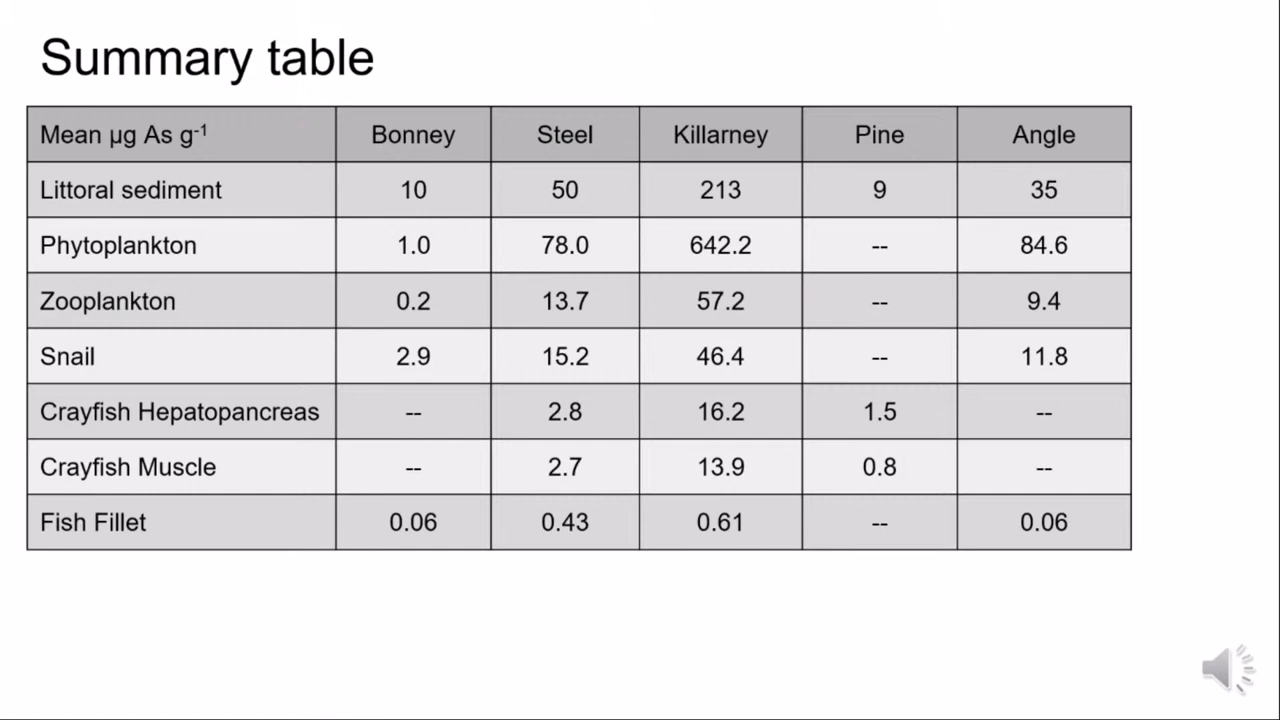 Summary table
Mean µg As g⁻¹ Bonney Steel Killarney Pine Angle
Littoral sediment 10 50 213 9 35
Phytoplankton 1.0 78.0 642.2 -- 84.6
Zooplankton 0.2 13.7 57.2 -- 9.4
Snail 2.9 15.2 46.4 -- 11.8
Crayfish Hepatopancreas -- 2.8 16.2 1.5 --
Crayfish Muscle -- 2.7 13.9 0.8 --
Fish Fillet 0.06 0.43 0.61 -- 0.06